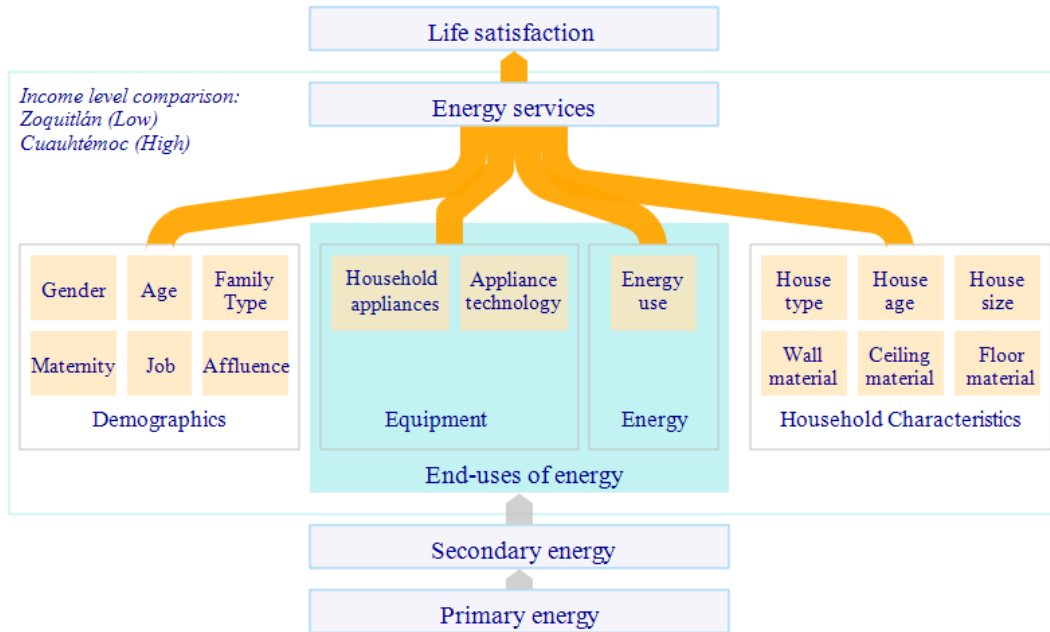 Life satisfaction
Income level comparison:
Zoquitlán (Low)
Cuauhtémoc (High)
Energy services
Gender
Age
Family
Type
Maternity
Job
Affluence
Demographics
Household
appliances
Appliance
technology
Equipment
Energy
use
Energy
End-uses of energy
House
type
House
age
House
size
Wall
material
Ceiling
material
Floor
material
Household Characteristics
Secondary energy
Primary energy